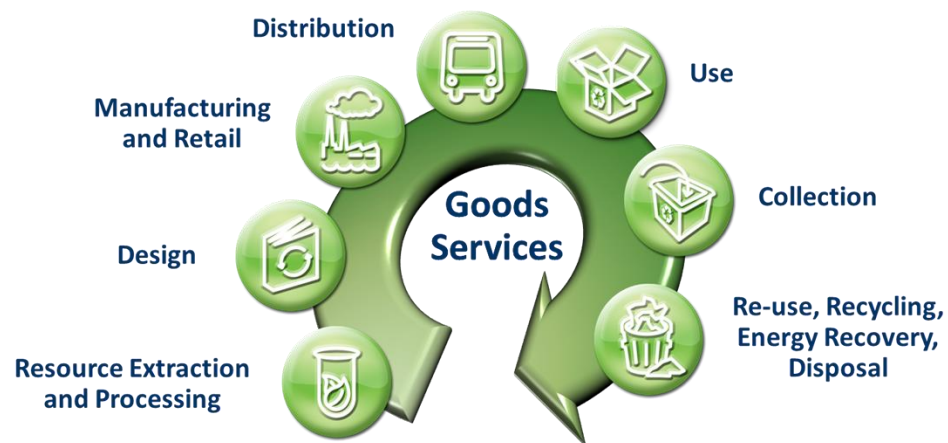 Distribution
Use
Manufacturing
and Retail
Goods
Services
Collection
Design
Re-use, Recycling,
Energy Recovery,
Disposal
Resource Extraction
and Processing